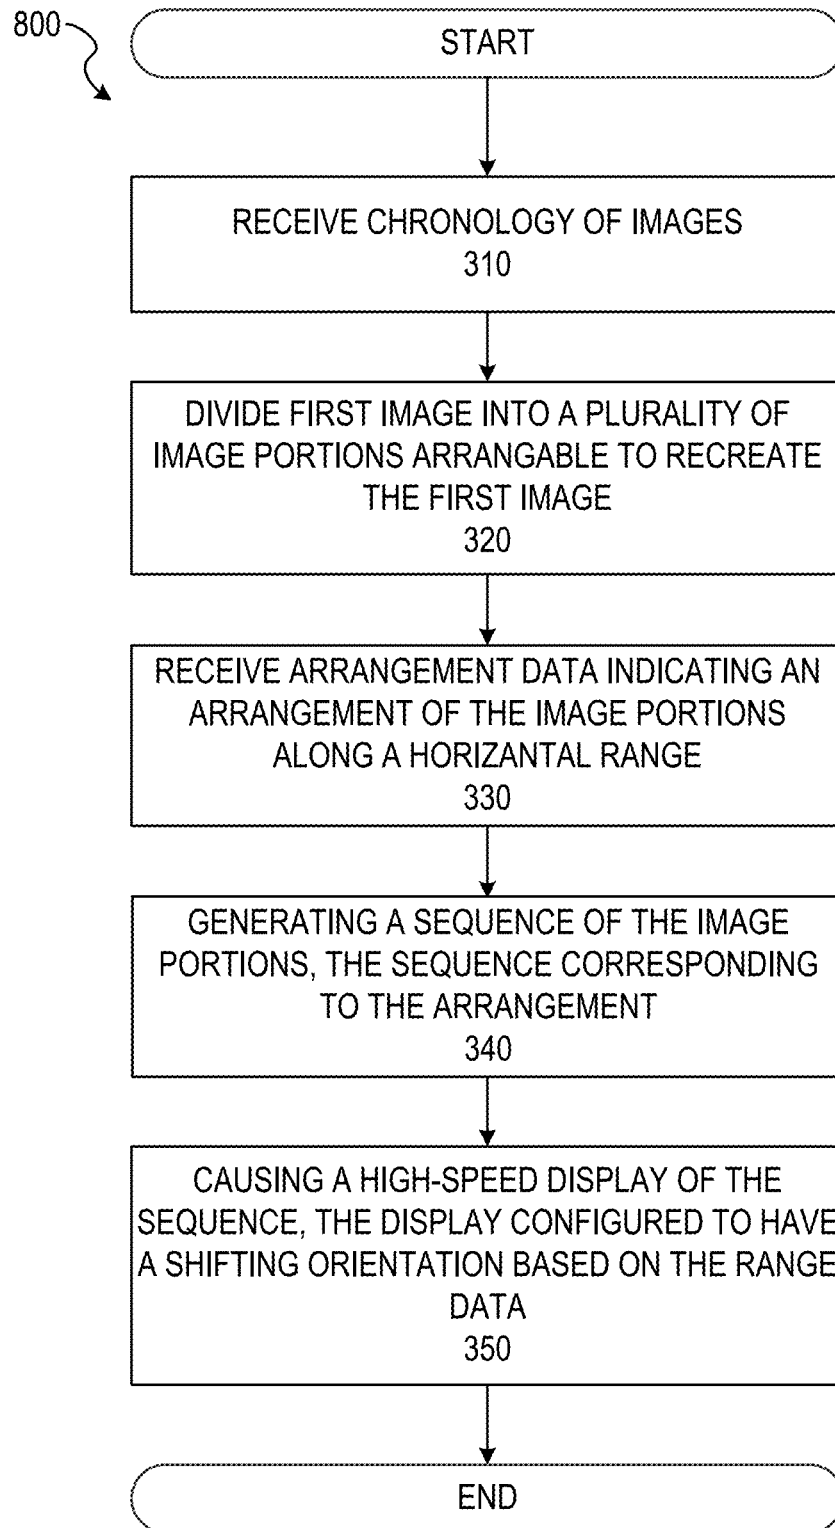 800
START
RECEIVE CHRONOLOGY OF IMAGES
310
DIVIDE FIRST IMAGE INTO A PLURALITY OF
IMAGE PORTIONS ARRANGABLE TO RECREATE
THE FIRST IMAGE
320
RECEIVE ARRANGEMENT DATA INDICATING AN
ARRANGEMENT OF THE IMAGE PORTIONS
ALONG A HORIZANTAL RANGE
330
GENERATING A SEQUENCE OF THE IMAGE
PORTIONS, THE SEQUENCE CORRESPONDING
TO THE ARRANGEMENT
340
CAUSING A HIGH-SPEED DISPLAY OF THE
SEQUENCE, THE DISPLAY CONFIGURED TO HAVE
A SHIFTING ORIENTATION BASED ON THE RANGE
DATA
350
END